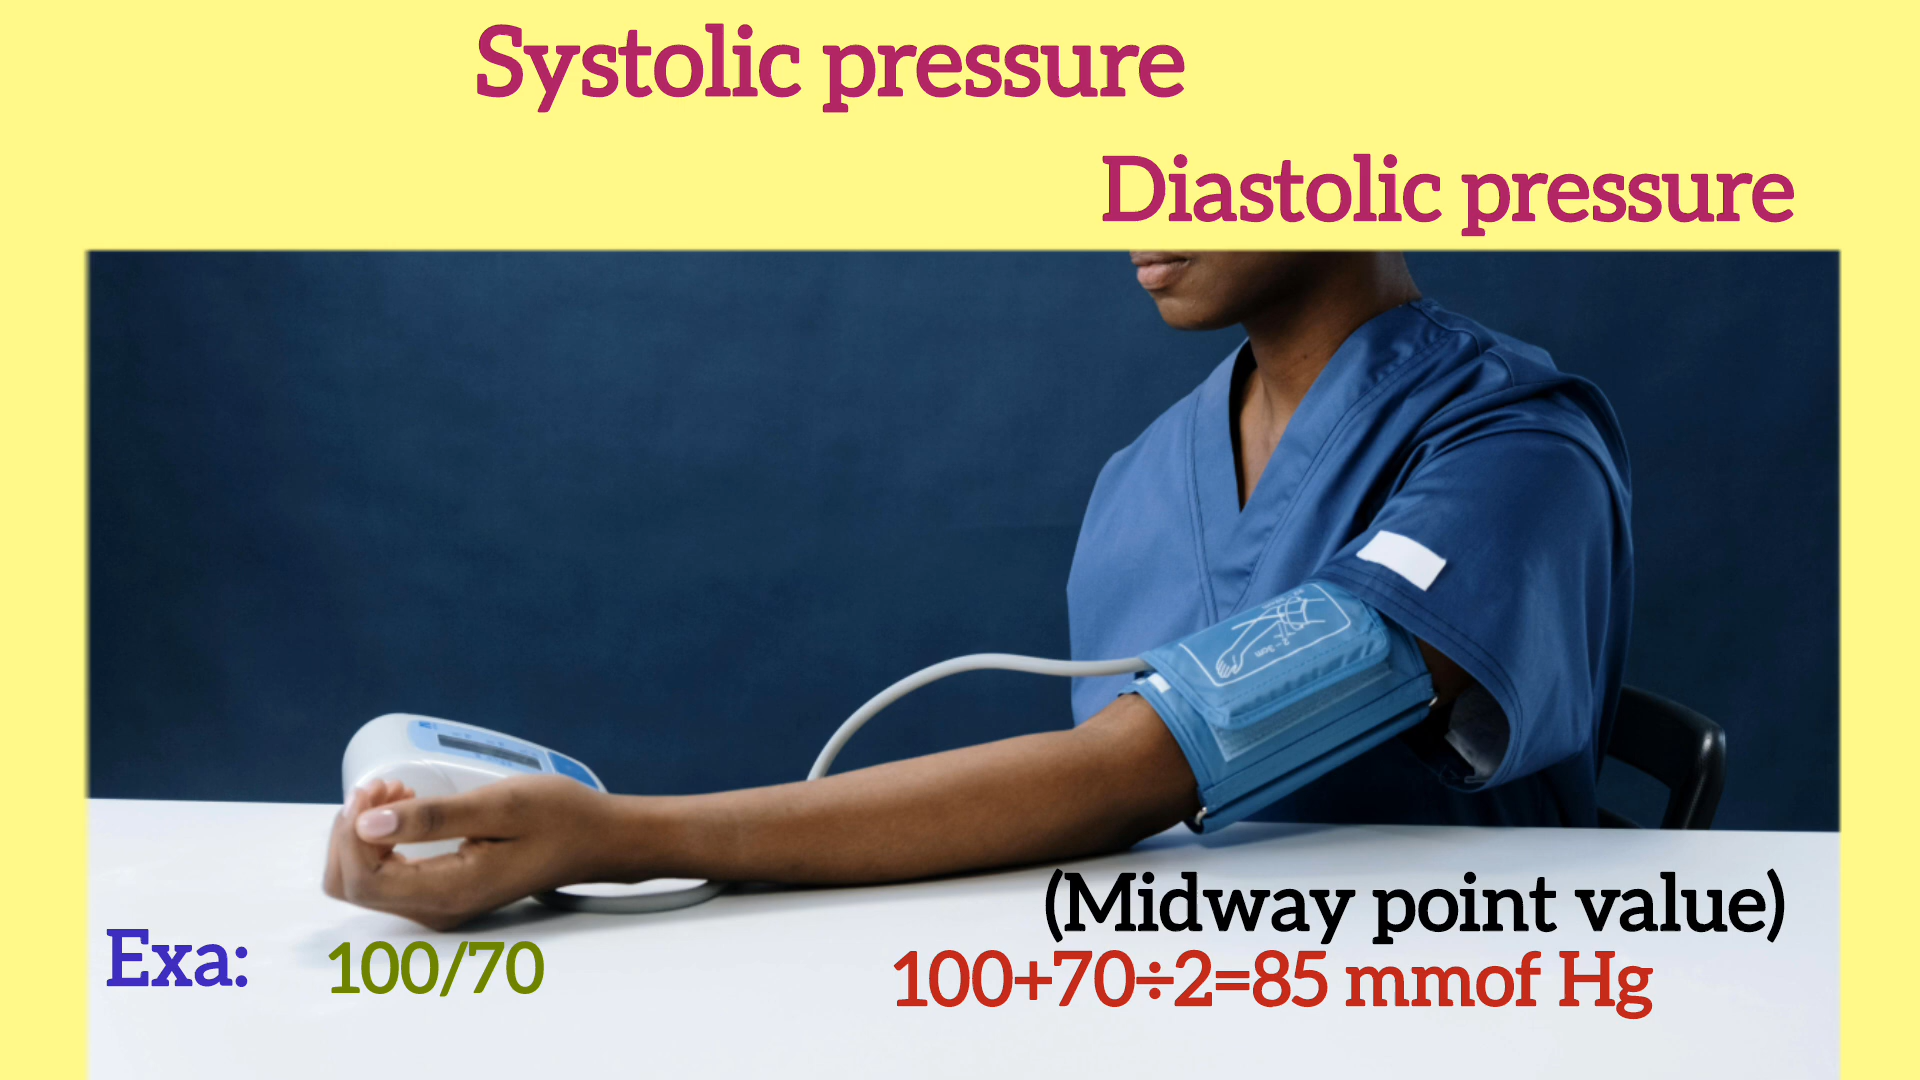 Systolic pressure
Diastolic pressure
(Midway point value)
Exa: 100/70
100+70÷2=85 mmof Hg